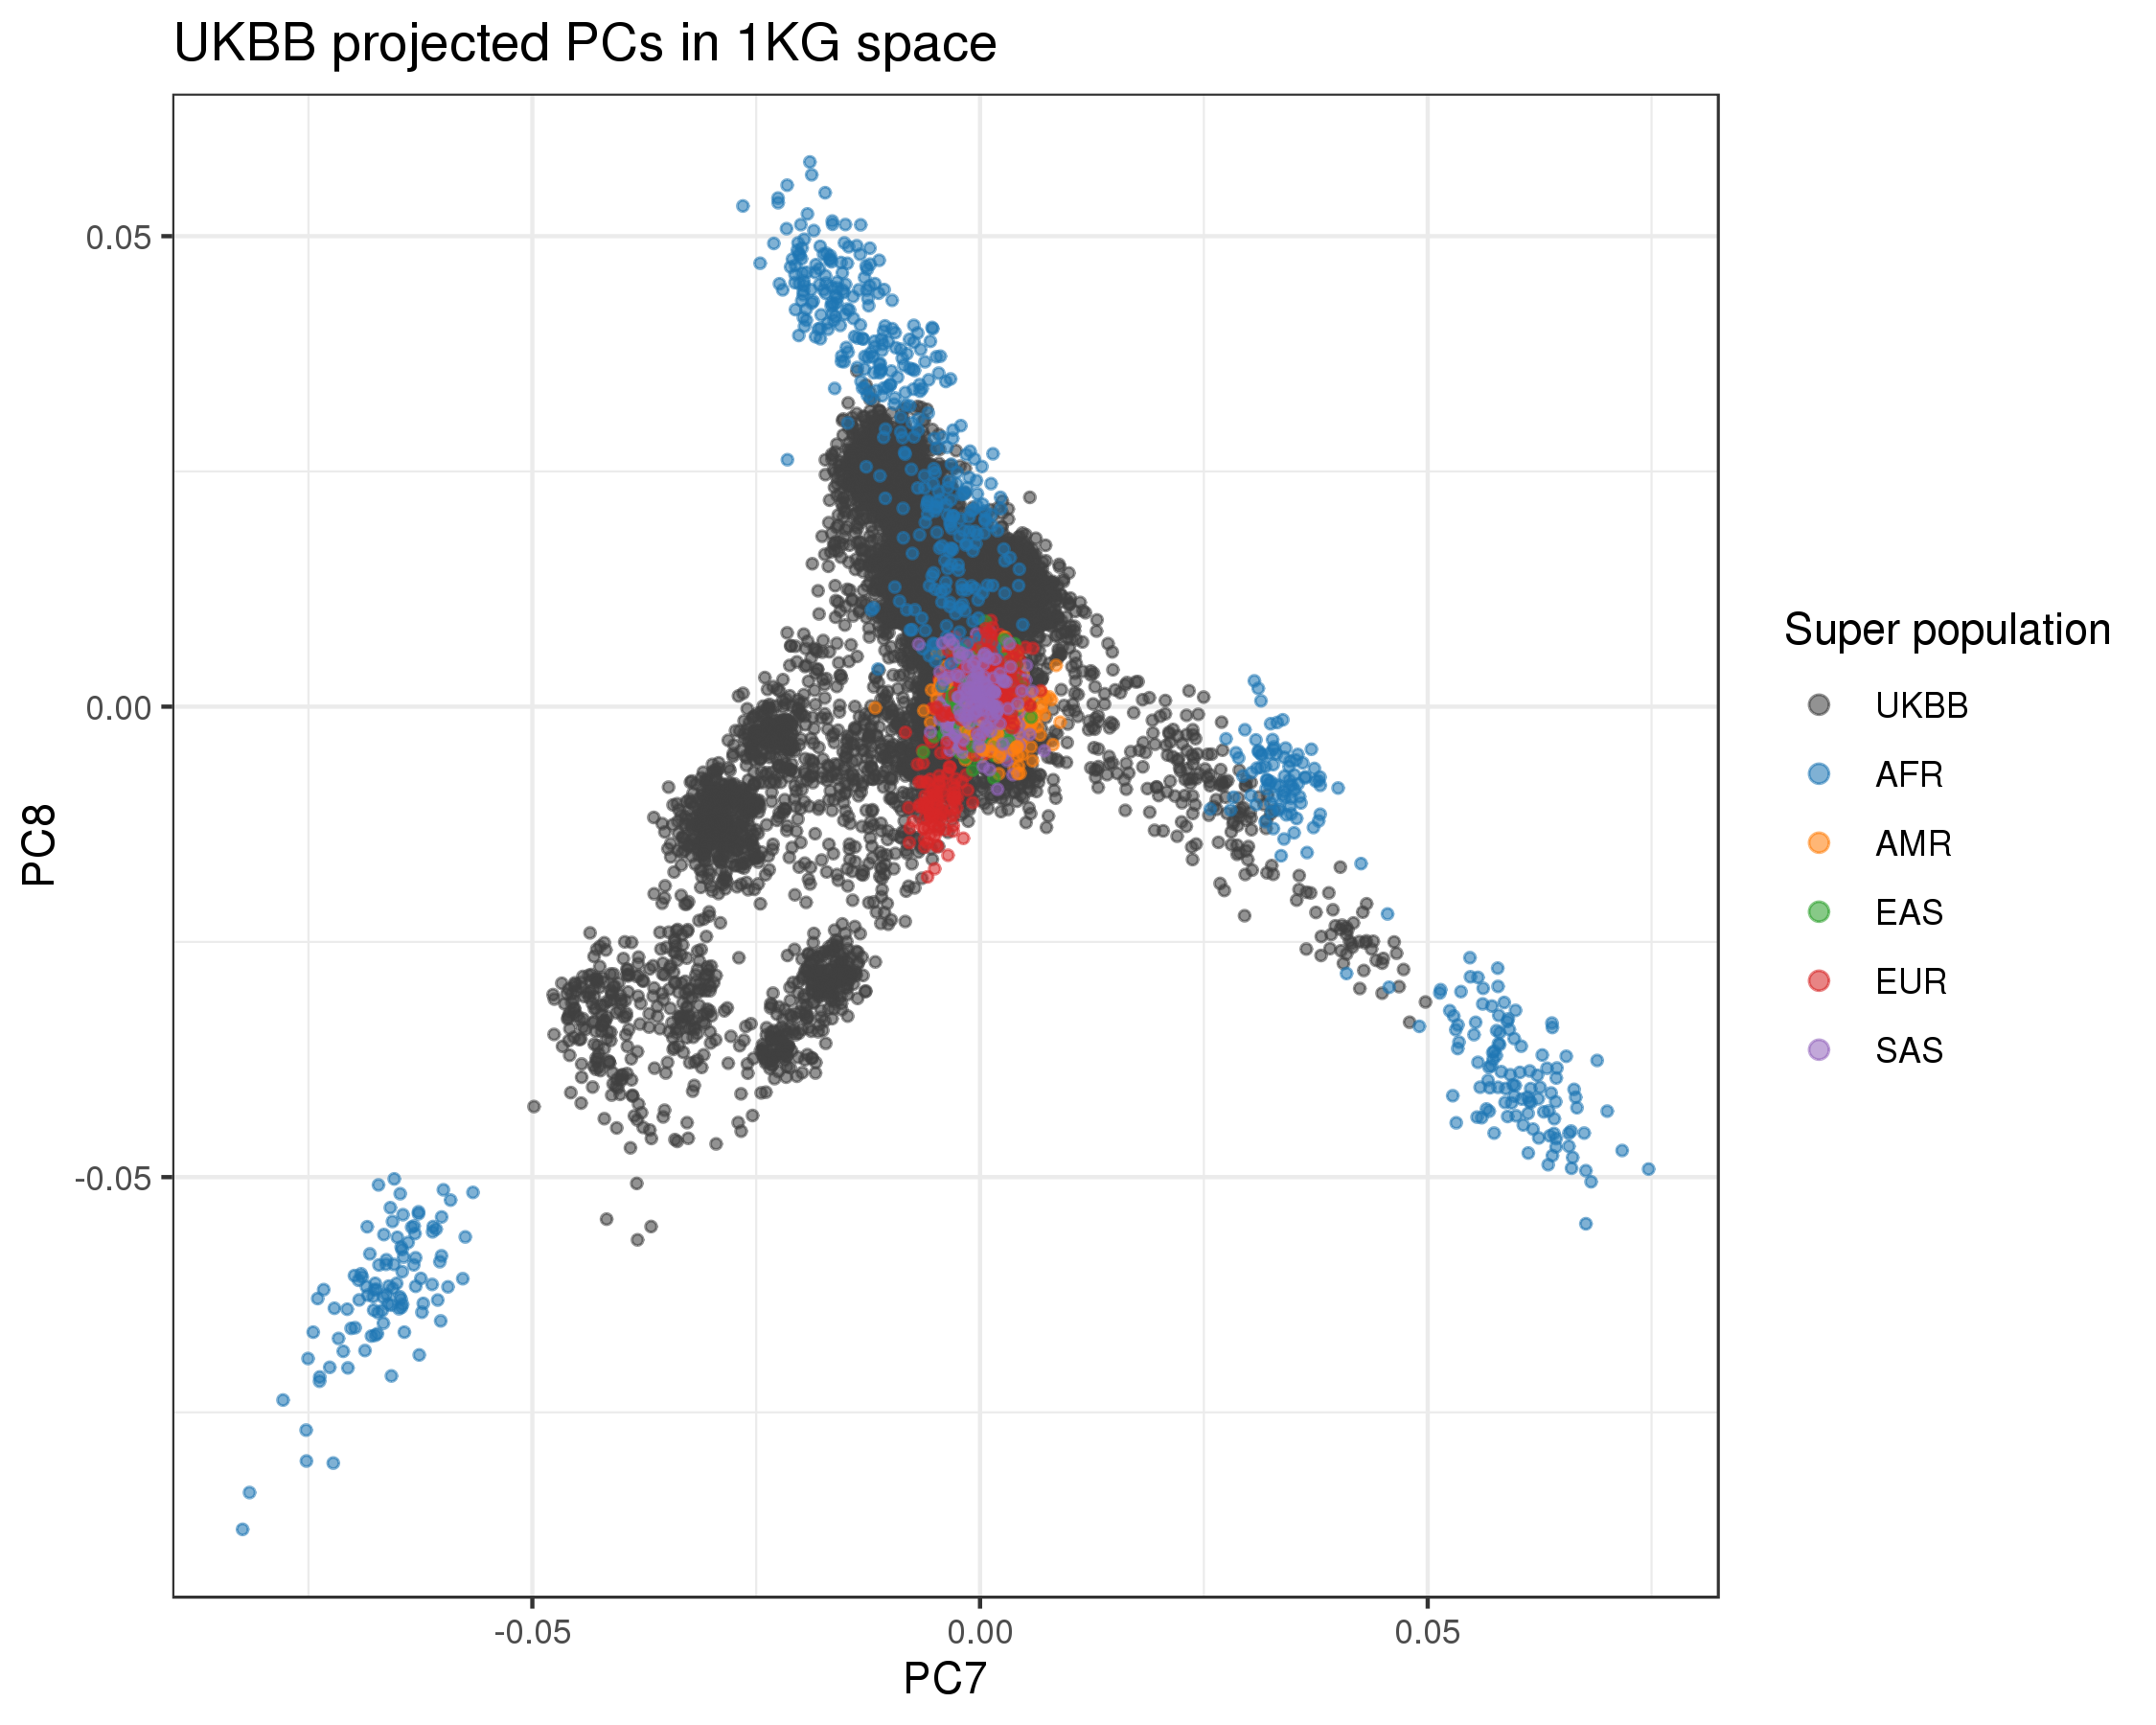 UKBB projected PCs in 1KG space
0.05
0.00
-0.05
PC8
-0.05
0.00
0.05
PC7
Super population
UKBB
AFR
AMR
EAS
EUR
SAS